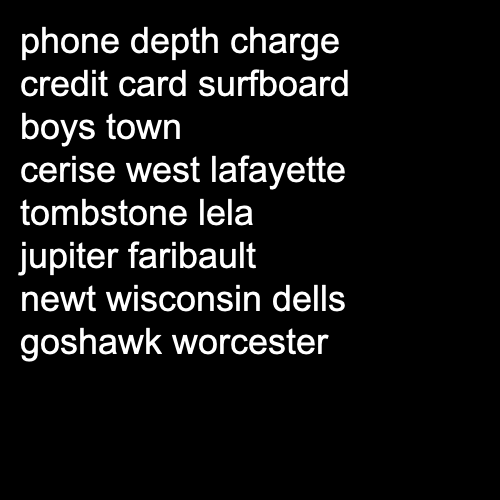 phone depth charge
credit card surfboard
boys town
cerise west lafayette
tombstone lela
jupiter faribault
newt wisconsin dells
goshawk worcester